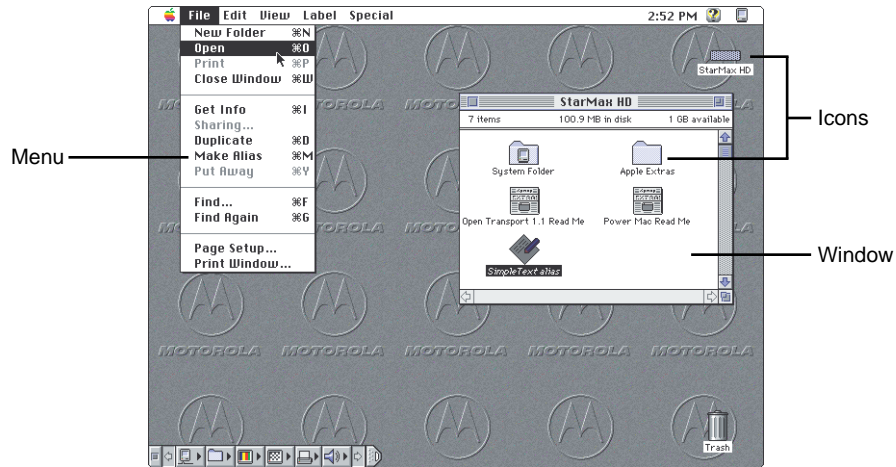 File Edit View Label Special 2:52 PM
New Folder ⌘N
Open ⌘O
Print ⌘P
Close Window ⌘W
Get Info ⌘I
Sharing...
Duplicate ⌘D
Make Alias ⌘M
Put Away ⌘Y
Find... ⌘F
Find Again ⌘G
Page Setup...
Print Window...
Menu
StarMax HD
Icons
StarMax HD
7 items 100.9 MB in disk 1 GB available
System Folder
Apple Extras
Open Transport 1.1 Read Me
Power Mac Read Me
SimpleText alias
Window
MOTOROLA MOTOROLA MOTOROLA MOTOROLA MOTOROLA
Trash